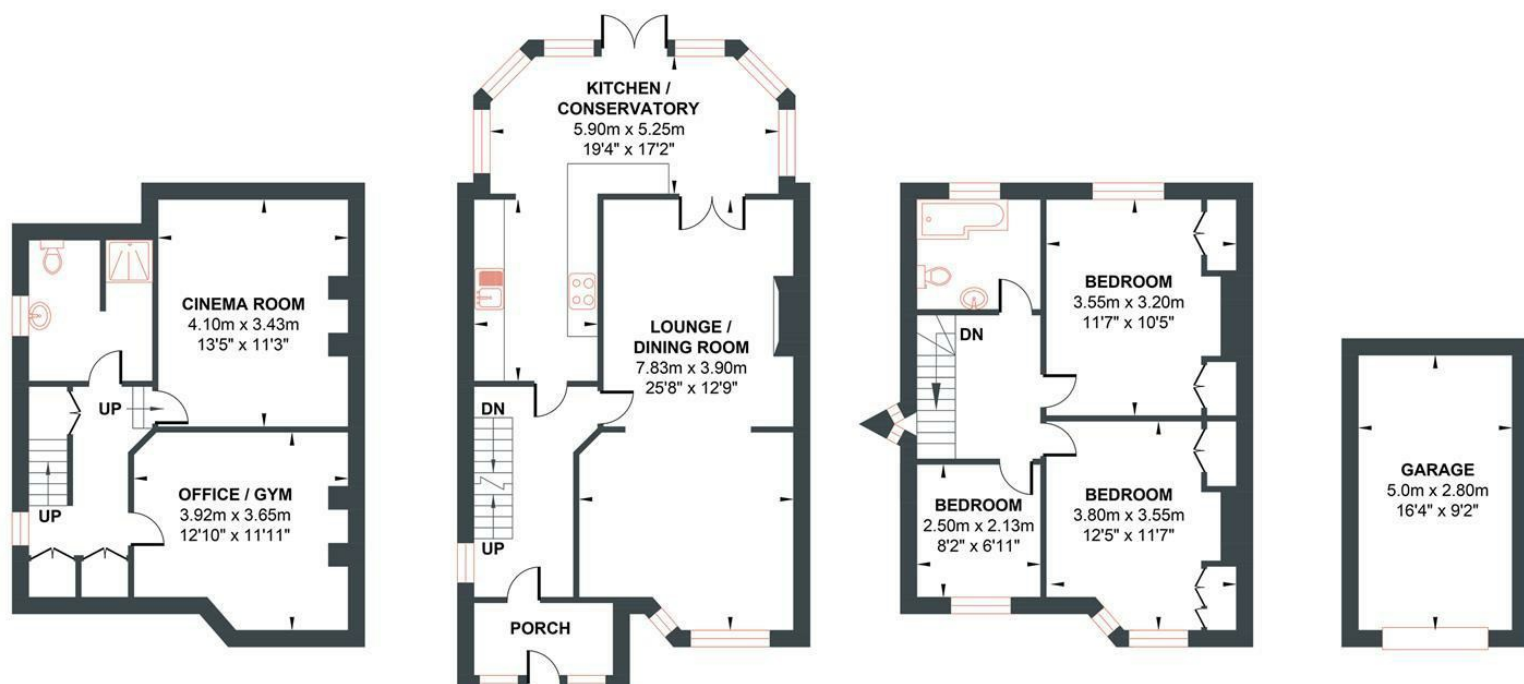 CINEMA ROOM
4.10m x 3.43m
13'5" x 11'3"
UP
OFFICE / GYM
3.92m x 3.65m
12'10" x 11'11"
UP
KITCHEN /
CONSERVATORY
5.90m x 5.25m
19'4" x 17'2"
LOUNGE /
DINING ROOM
7.83m x 3.90m
25'8" x 12'9"
DN
UP
PORCH
BEDROOM
3.55m x 3.20m
11'7" x 10'5"
DN
BEDROOM
2.50m x 2.13m
8'2" x 6'11"
BEDROOM
3.80m x 3.55m
12'5" x 11'7"
GARAGE
5.0m x 2.80m
16'4" x 9'2"